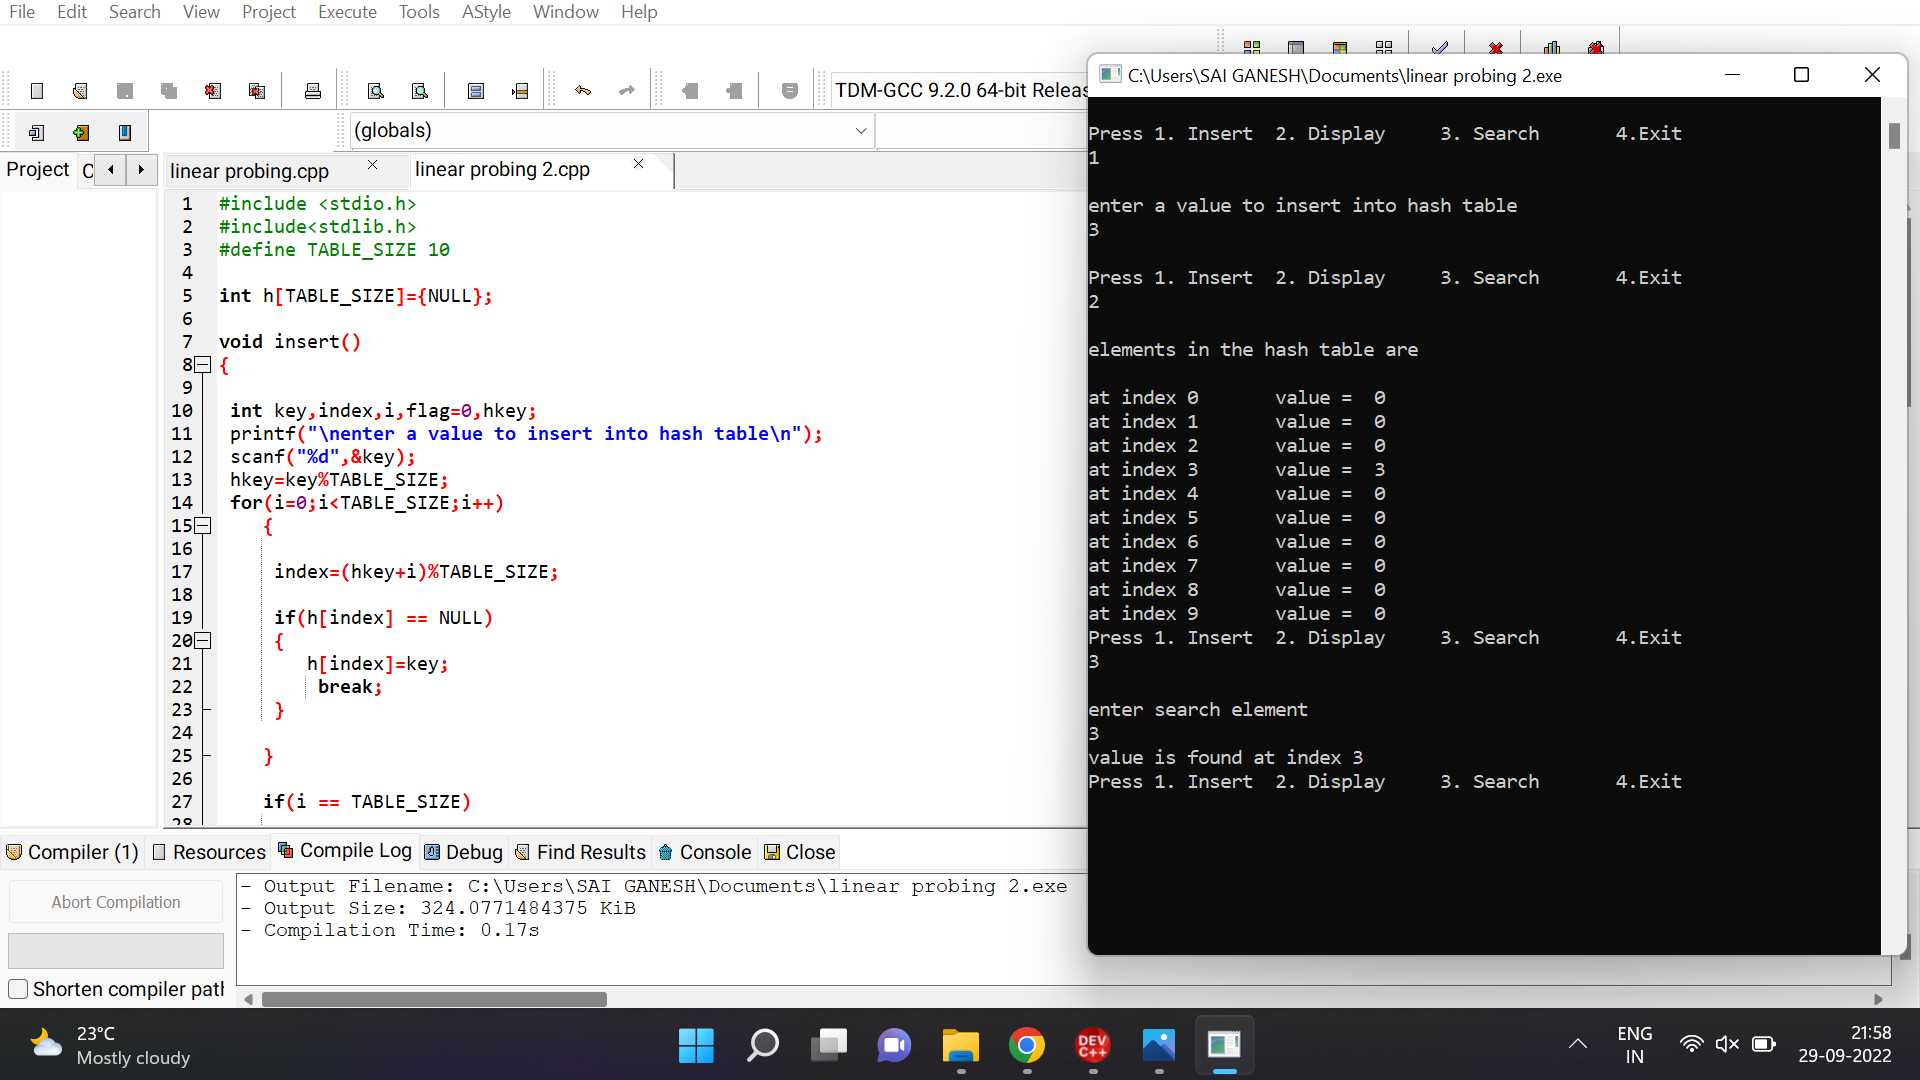 File Edit Search View Project Execute Tools AStyle Window Help
TDM-GCC 9.2.0 64-bit Releas
(globals)
Project
linear probing.cpp
linear probing 2.cpp
1 #include <stdio.h>
2 #include<stdlib.h>
3 #define TABLE_SIZE 10
4
5 int h[TABLE_SIZE]={NULL};
6
7 void insert()
8 {
9
10 int key,index,i,flag=0,hkey;
11 printf("\nenter a value to insert into hash table\n");
12 scanf("%d",&key);
13 hkey=key%TABLE_SIZE;
14 for(i=0;i<TABLE_SIZE;i++)
15 {
16
17 index=(hkey+i)%TABLE_SIZE;
18
19 if(h[index] == NULL)
20 {
21 h[index]=key;
22 break;
23 }
24
25 }
26
27 if(i == TABLE_SIZE)
28
C:\Users\SAI GANESH\Documents\linear probing 2.exe
Press 1. Insert 2. Display 3. Search 4.Exit
1
enter a value to insert into hash table
3
Press 1. Insert 2. Display 3. Search 4.Exit
2
elements in the hash table are
at index 0 value = 0
at index 1 value = 0
at index 2 value = 0
at index 3 value = 3
at index 4 value = 0
at index 5 value = 0
at index 6 value = 0
at index 7 value = 0
at index 8 value = 0
at index 9 value = 0
Press 1. Insert 2. Display 3. Search 4.Exit
3
enter search element
3
value is found at index 3
Press 1. Insert 2. Display 3. Search 4.Exit
Compiler (1) Resources Compile Log Debug Find Results Console Close
Abort Compilation
Shorten compiler path
- Output Filename: C:\Users\SAI GANESH\Documents\linear probing 2.exe
- Output Size: 324.0771484375 KiB
- Compilation Time: 0.17s
23°C
Mostly cloudy
DEV
C++
ENG
IN
21:58
29-09-2022